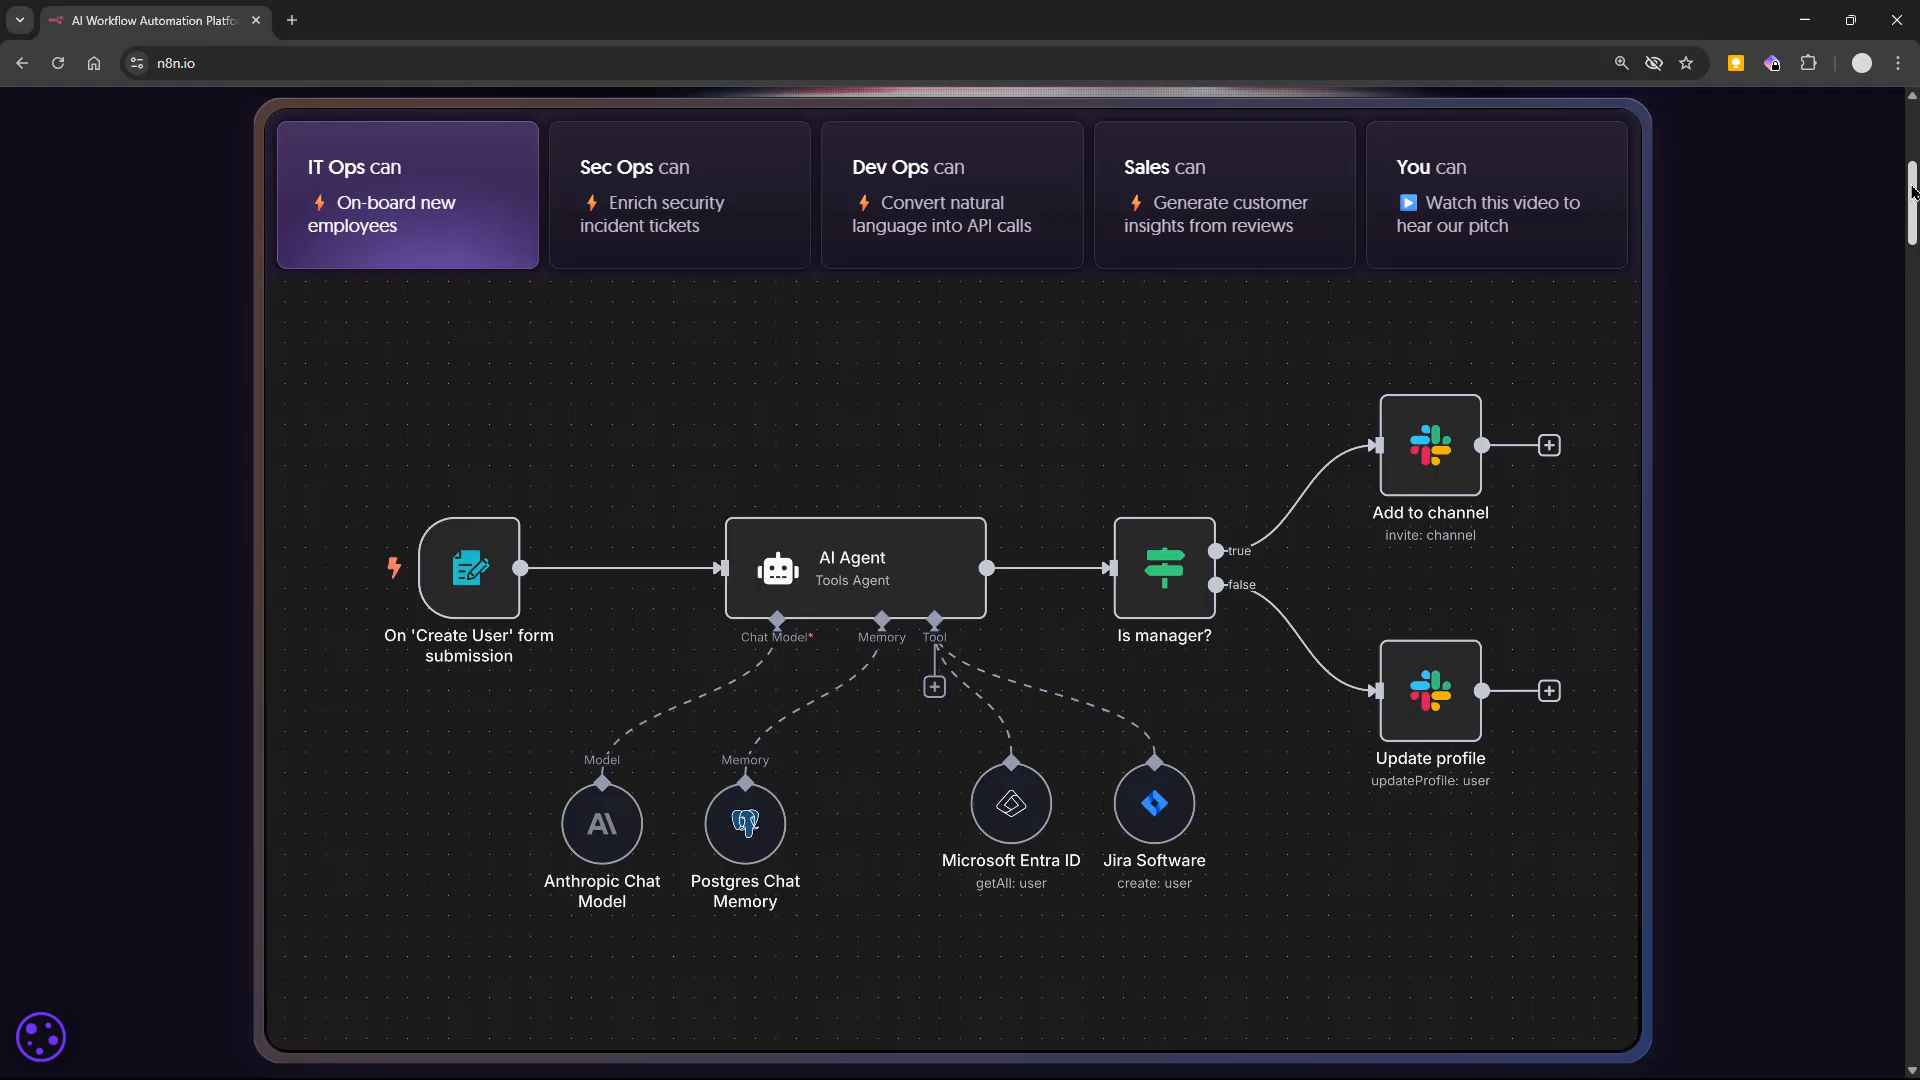 AI Workflow Automation Platfo
n8n.io
IT Ops can
On-board new
employees
Sec Ops can
Enrich security
incident tickets
Dev Ops can
Convert natural
language into API calls
Sales can
Generate customer
insights from reviews
You can
Watch this video to
hear our pitch
Add to channel
invite: channel
On 'Create User' form
submission
AI Agent
Tools Agent
Chat Model*
Memory
Tool
true
false
Is manager?
Update profile
updateProfile: user
Model
Memory
Anthropic Chat
Model
Postgres Chat
Memory
Microsoft Entra ID
getAll: user
Jira Software
create: user